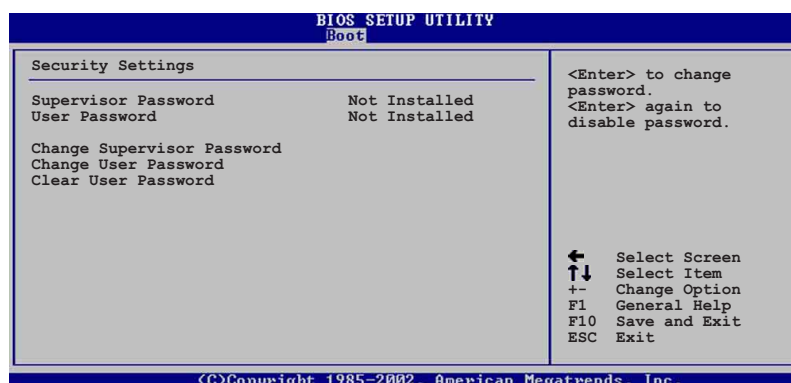 BIOS SETUP UTILITY
Boot
Security Settings
Supervisor Password Not Installed
User Password Not Installed
Change Supervisor Password
Change User Password
Clear User Password
<Enter> to change
password.
<Enter> again to
disable password.
← Select Screen
↑↓ Select Item
+- Change Option
F1 General Help
F10 Save and Exit
ESC Exit
(C)Copyright 1985-2002, American Megatrends, Inc.